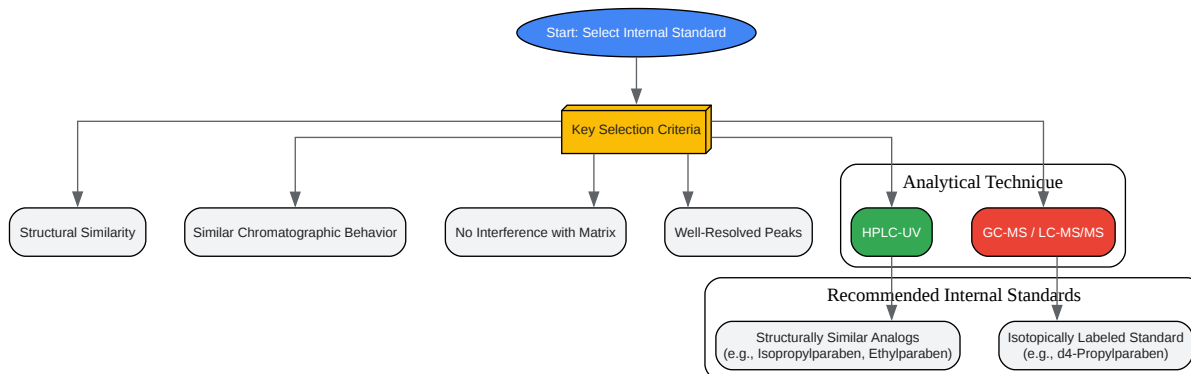 Start: Select Internal Standard
Key Selection Criteria
Analytical Technique
Structural Similarity
Similar Chromatographic Behavior
No Interference with Matrix
Well-Resolved Peaks
HPLC-UV
GC-MS / LC-MS/MS
Recommended Internal Standards
Structurally Similar Analogs
(e.g., Isopropylparaben, Ethylparaben)
Isotopically Labeled Standard
(e.g., d4-Propylparaben)